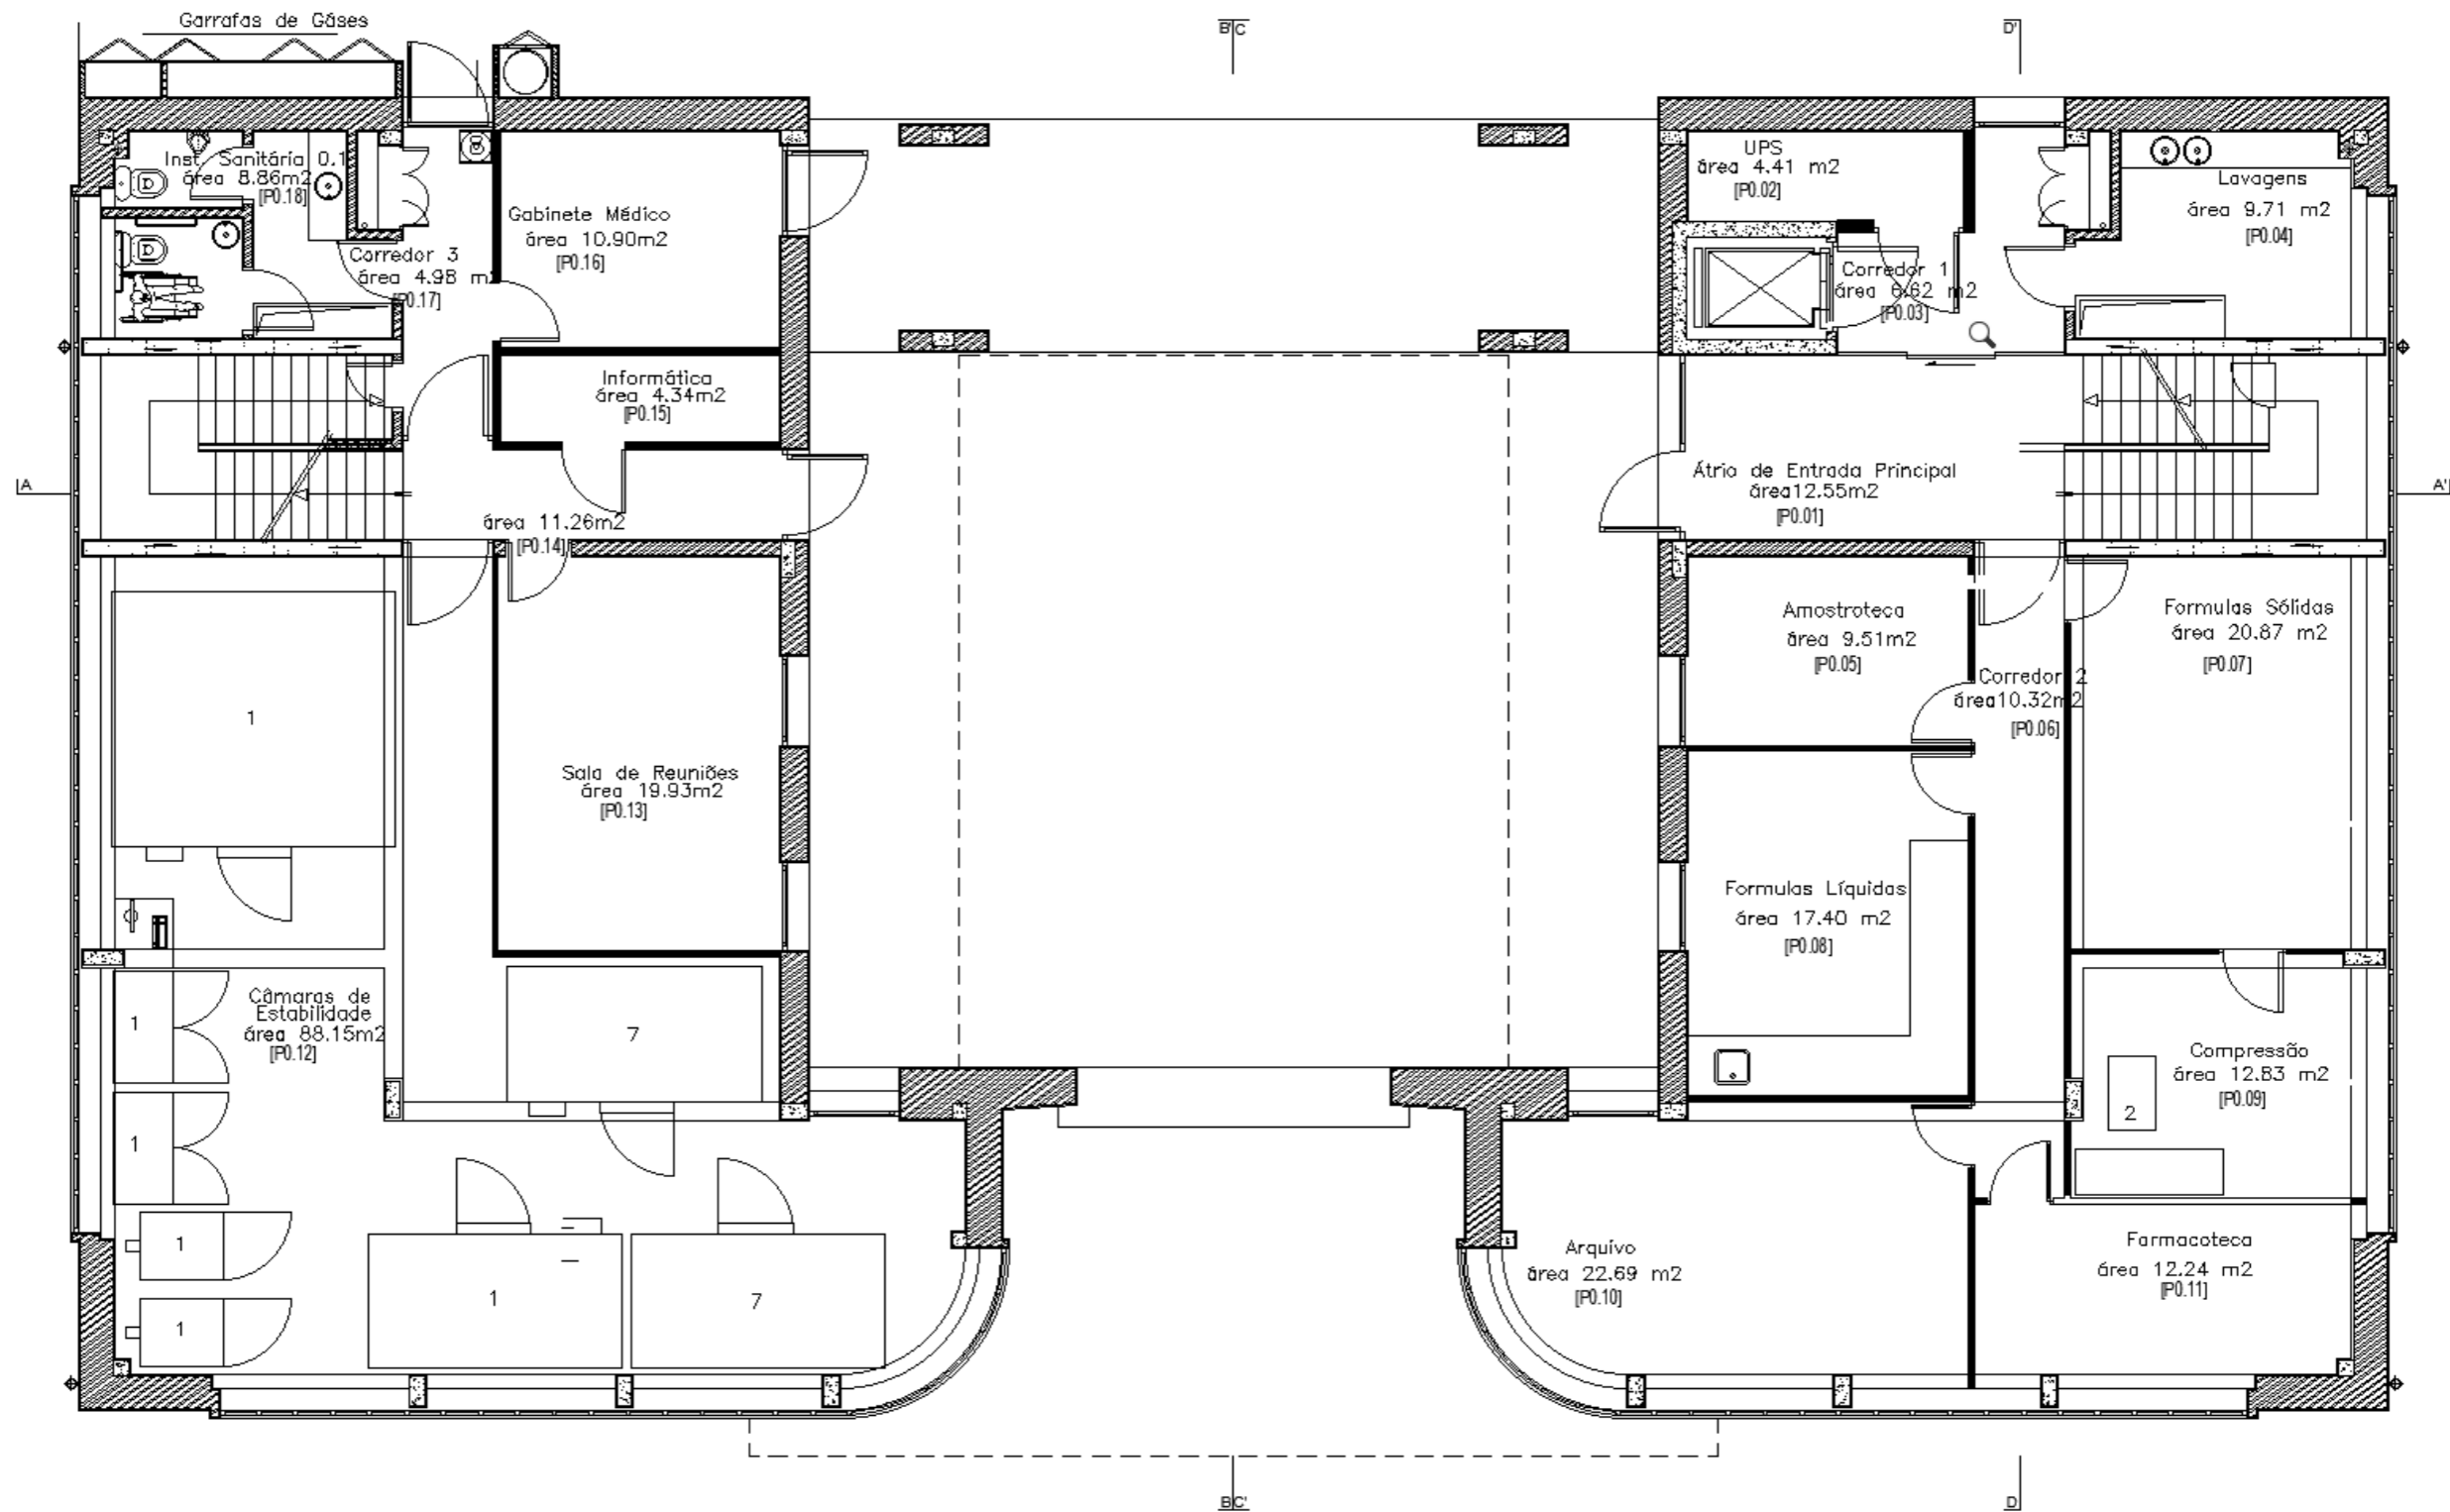 Garrafas de Gáses
B'
C
D'
Inst. Sanitária 0.1
área 8.86m2
[P0.18]
Corredor 3
área 4.98 m2
[P0.17]
Gabinete Médico
área 10.90m2
[P0.16]
Informática
área 4.34m2
[P0.15]
UPS
área 4.41 m2
[P0.02]
Corredor 1
área 6.62 m2
[P0.03]
Lavagens
área 9.71 m2
[P0.04]
A
A'
área 11.26m2
[P0.14]
Átrio de Entrada Principal
área12.55m2
[P0.01]
Sala de Reuniões
área 19.93m2
[P0.13]
Amostroteca
área 9.51m2
[P0.05]
Corredor 2
área10.32m2
[P0.06]
Formulas Sólidas
área 20.87 m2
[P0.07]
Formulas Líquidas
área 17.40 m2
[P0.08]
1
1
1
1
1
1
7
7
Câmaras de
Estabilidade
área 88.15m2
[P0.12]
Compressão
área 12.83 m2
[P0.09]
2
Arquivo
área 22.69 m2
[P0.10]
Farmacoteca
área 12.24 m2
[P0.11]
B
C'
D